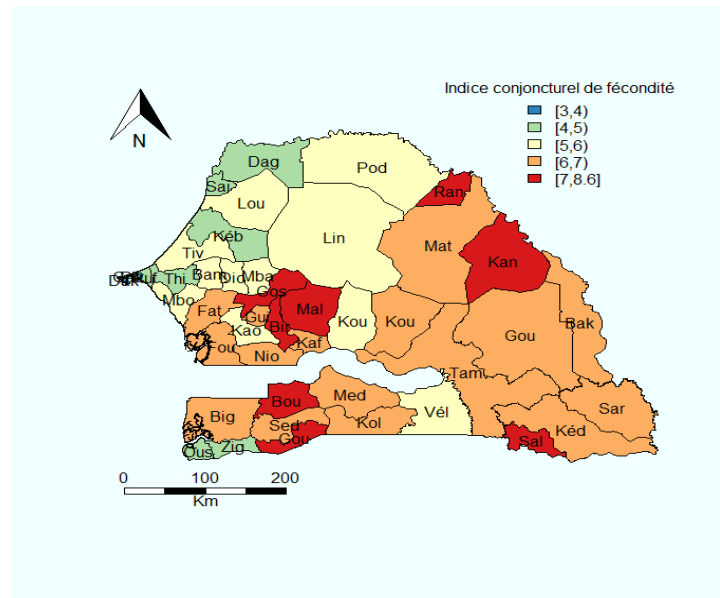 Indice conjoncturel de fécondité
[3,4)
[4,5)
[5,6)
[6,7)
[7,8.6]
N
Dag
Pod
Sai
Ran
Lou
Kéb
Lin
Mat
Tiv
Kan
Thi
Bam
Dio
Mba
Mbo
Gos
Fat
Gui
Mal
Bir
Kou
Kou
Bak
Kao
Gou
Fou
Kaf
Nio
Tam
Bou
Med
Sar
Big
Vél
Sed
Kol
Kéd
Gou
Sal
Ous
Zig
0 100 200
Km